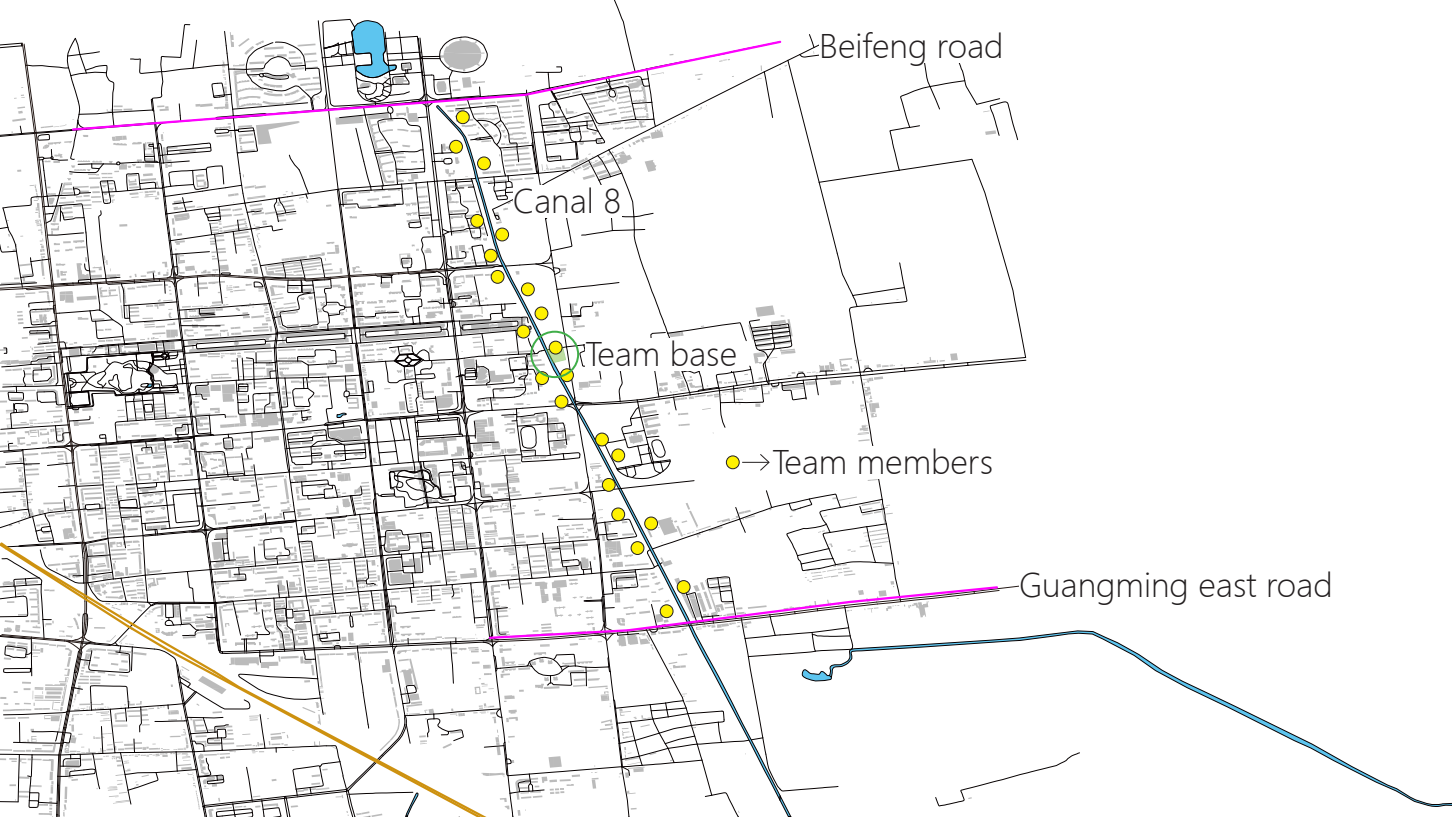 Beifeng road
Canal 8
Team base
Team members
Guangming east road